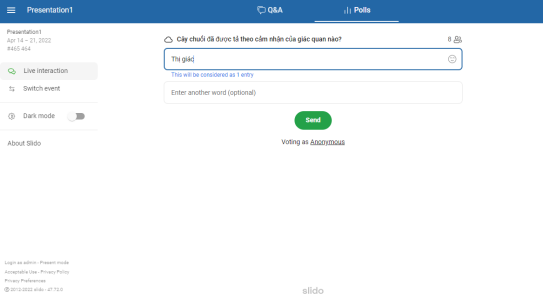 Presentation1
Q&A
Polls
Presentation1
Apr 14 – 21, 2022
#465 464
Live interaction
Switch event
Dark mode
About Slido
Cây chuối đã được tả theo cảm nhận của giác quan nào?
8
Thị giác
This will be considered as 1 entry
Enter another word (optional)
Send
Voting as Anonymous
Login as admin - Present mode
Acceptable Use - Privacy Policy
Privacy Preferences
slido